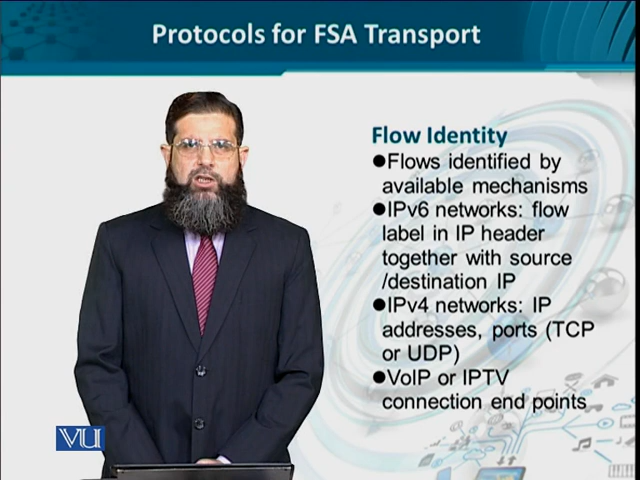 Protocols for FSA Transport
Flow Identity
●Flows identified by
available mechanisms
●IPv6 networks: flow
label in IP header
together with source
/destination IP
●IPv4 networks: IP
addresses, ports (TCP
or UDP)
●VoIP or IPTV
connection end points
VU